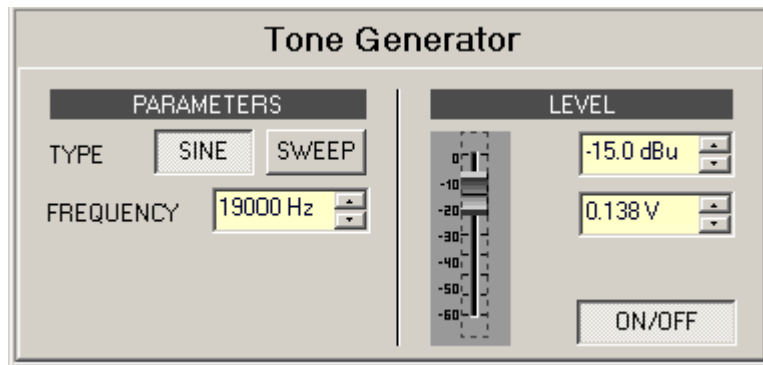 Tone Generator
PARAMETERS
TYPE SINE SWEEP
FREQUENCY 19000 Hz
LEVEL
0
-10
-20
-30
-40
-50
-60
-15.0 dBu
0.138 V
ON/OFF